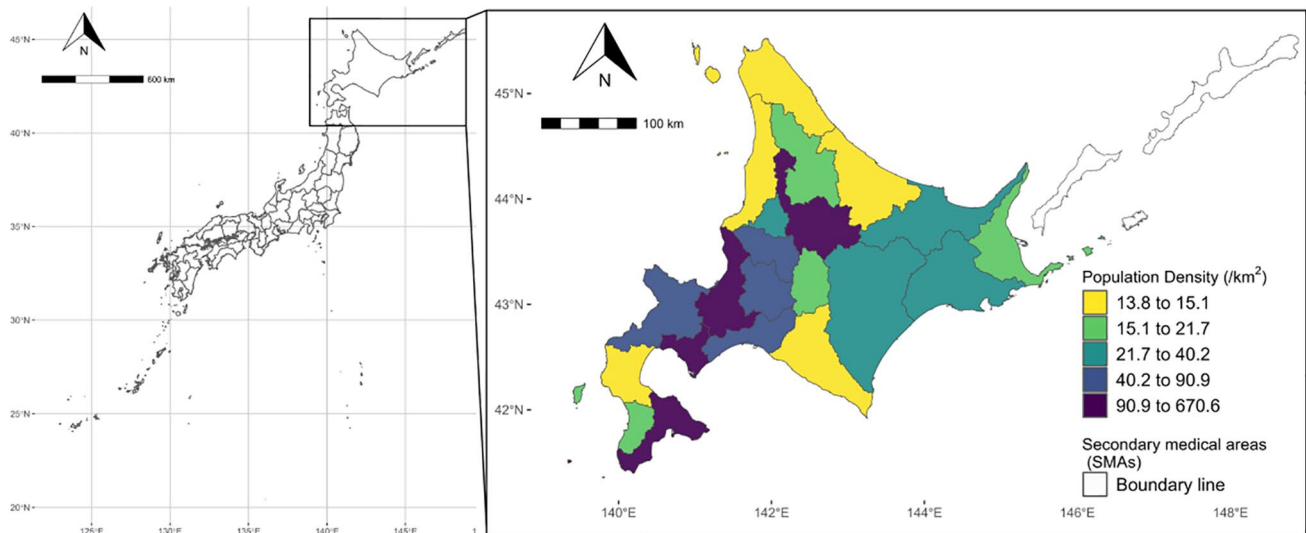 45°N
N
600 km
40°N
35°N
30°N
25°N
20°N
125°E
130°E
135°E
140°E
145°E
N
100 km
45°N
44°N
43°N
42°N
140°E
142°E
144°E
146°E
148°E
Population Density (/km²)
13.8 to 15.1
15.1 to 21.7
21.7 to 40.2
40.2 to 90.9
90.9 to 670.6
Secondary medical areas
(SMAs)
Boundary line